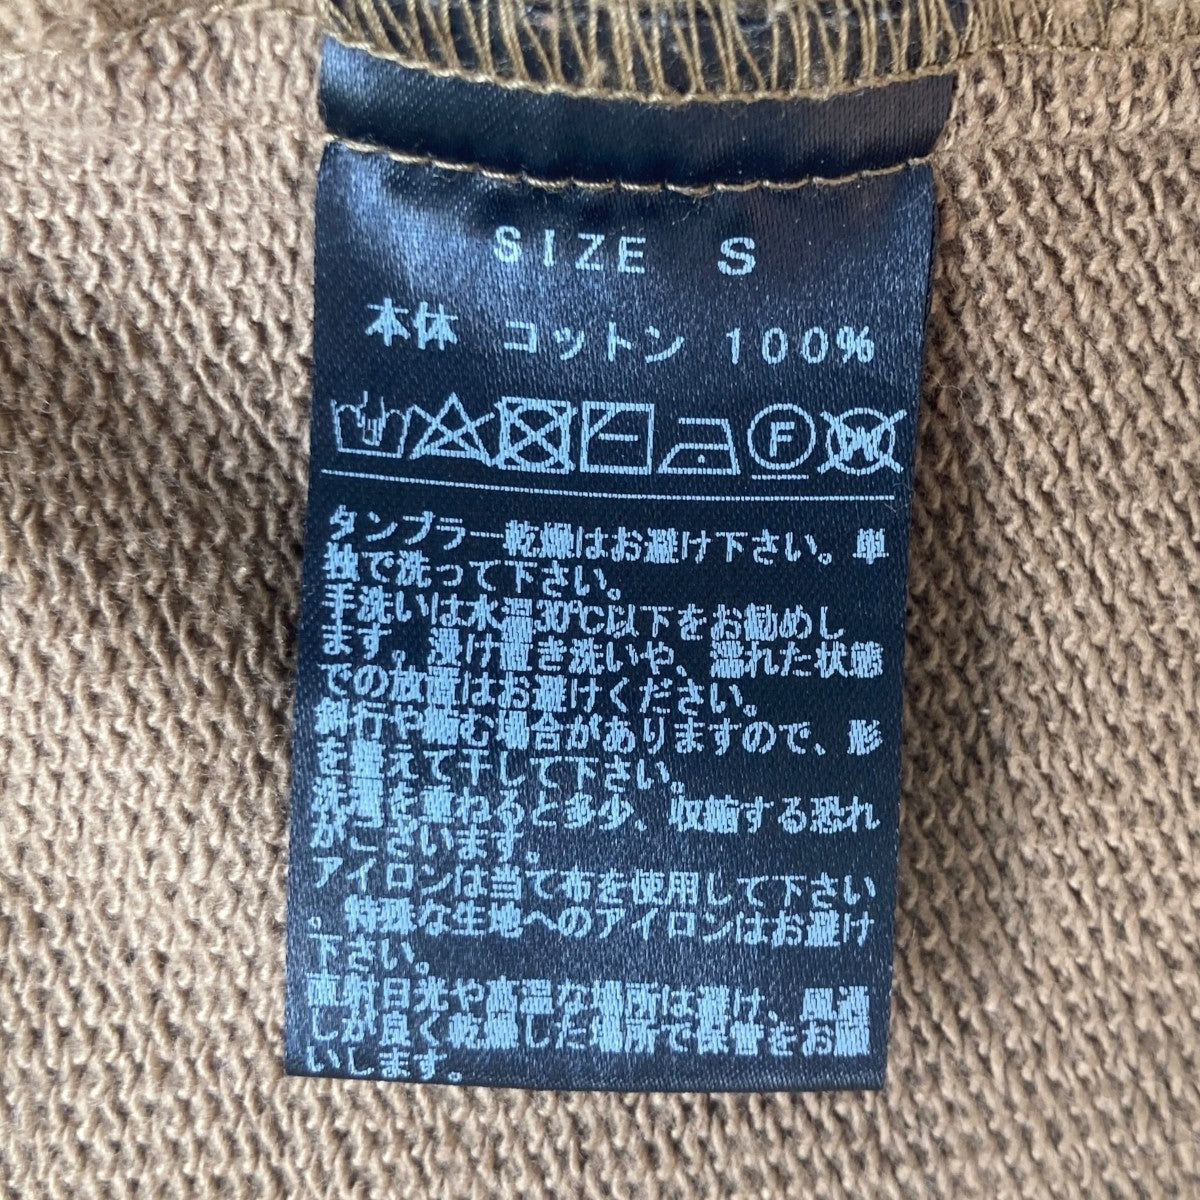 SIZE S
本体 コットン 100%
F W
タンブラー乾燥はお避け下さい。単
独で洗って下さい。
手洗いは水温30℃以下をお勧めし
ます。浸け置き洗いや、濡れた状態
での放置はお避けください。
斜行や縮む場合がありますので、形
を整えて干して下さい。
洗濯を重ねると多少、収縮する恐れ
がございます。
アイロンは当て布を使用して下さい
。特殊な生地へのアイロンはお避け
下さい。
直射日光や高温な場所は避け、風通
しが良く乾燥した場所で保管をお願
いします。